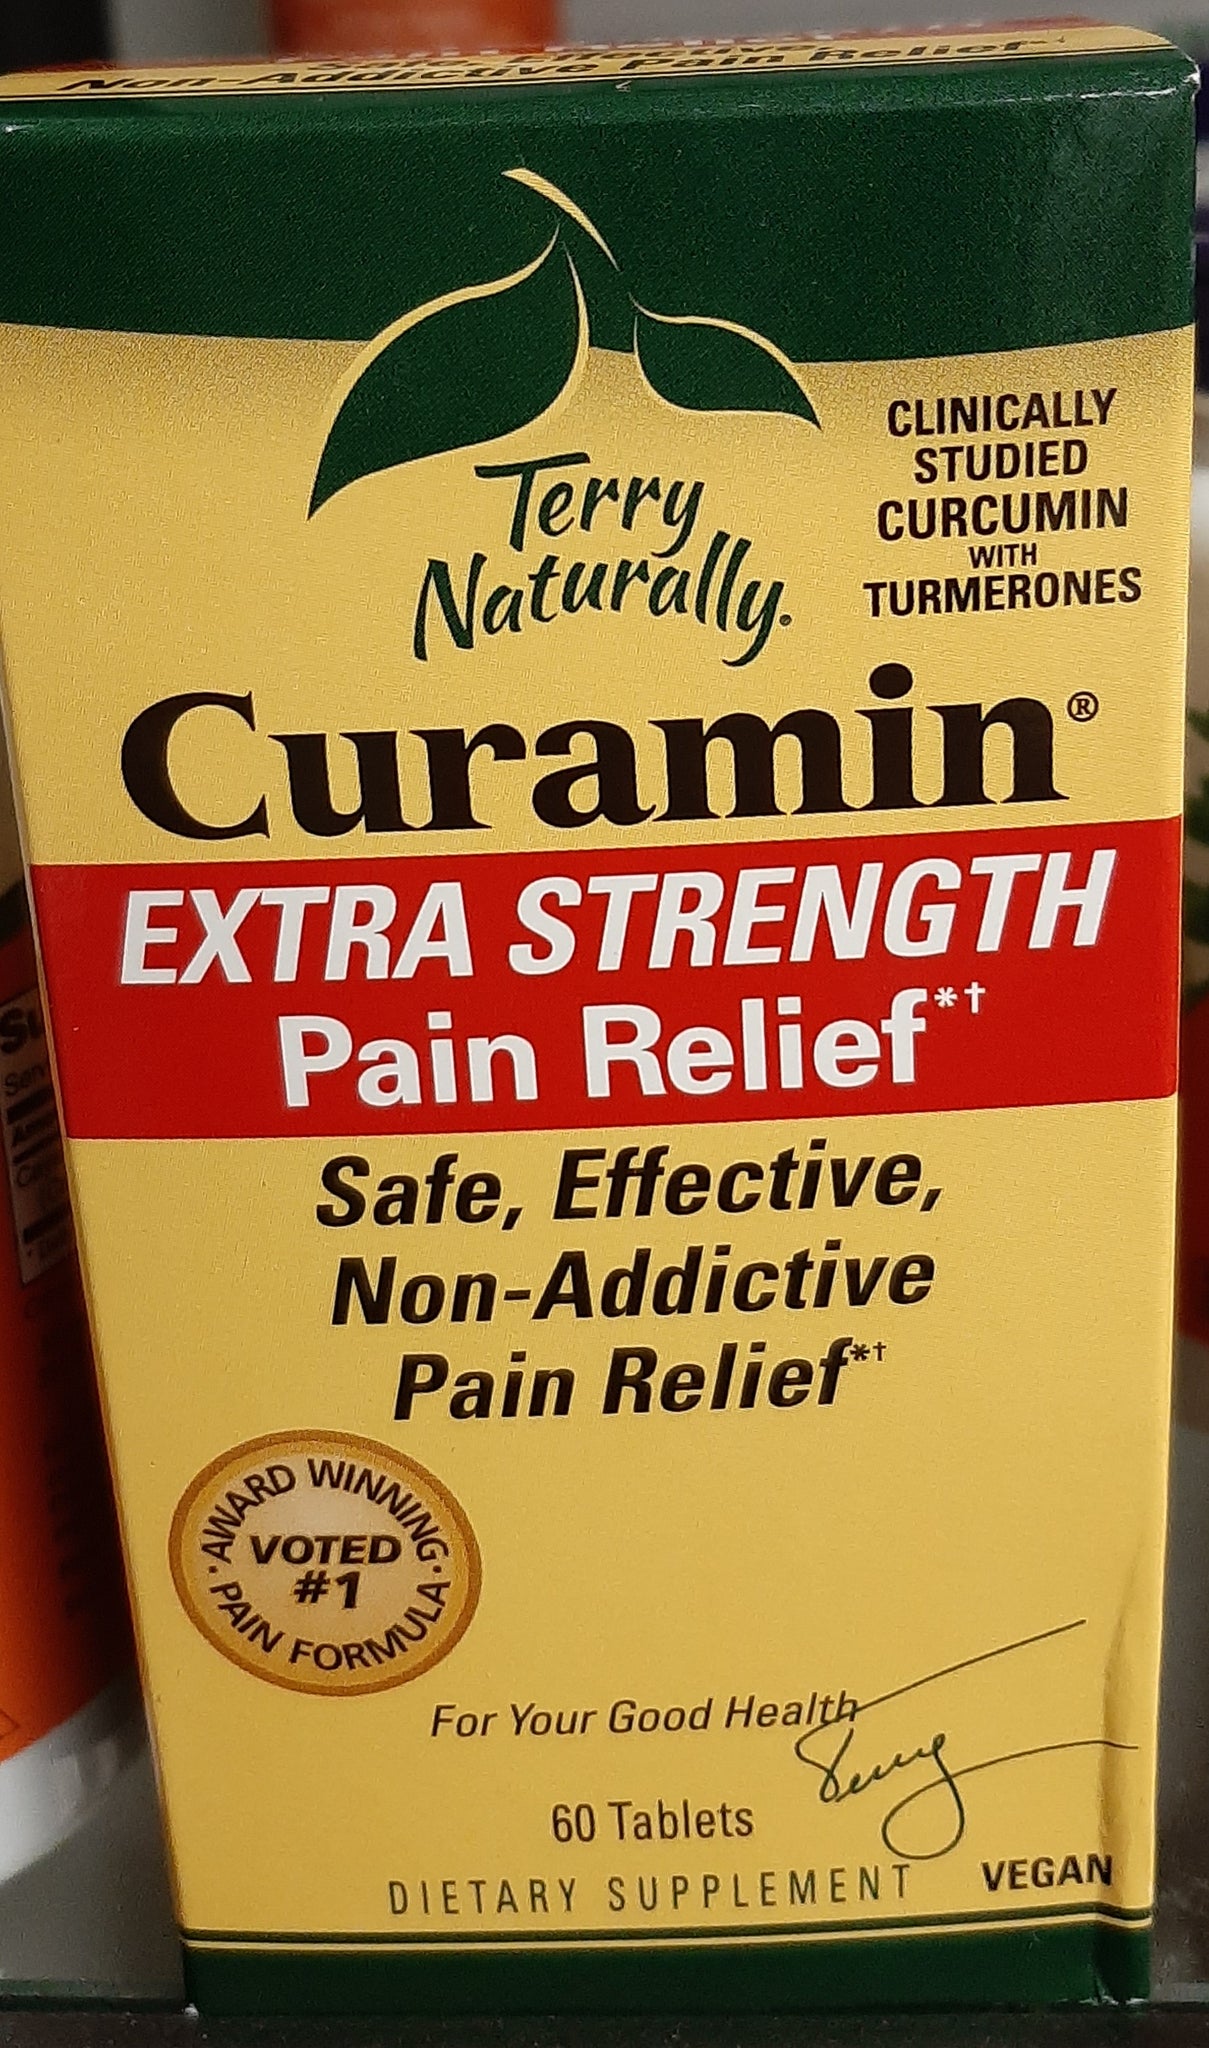 Non-Addictive Pain Relief
Terry
Naturally®
CLINICALLY
STUDIED
CURCUMIN
WITH
TURMERONES
Curamin®
EXTRA STRENGTH
Pain Relief*†
Safe, Effective,
Non-Addictive
Pain Relief*†
AWARD WINNING
VOTED
#1
PAIN FORMULA
For Your Good Health
Terry
60 Tablets
DIETARY SUPPLEMENT
VEGAN